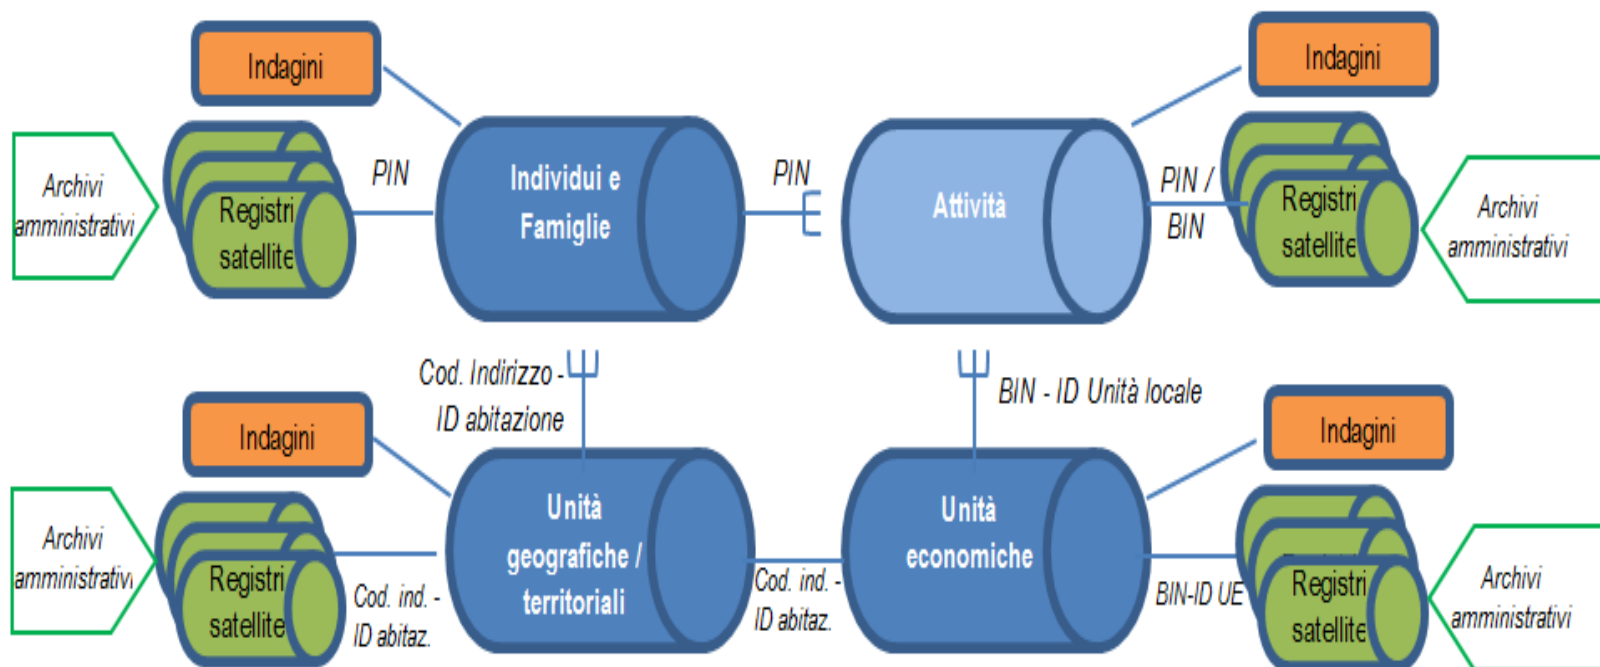 Indagini
Indagini
Archivi
amministrativi
Registri
satellite
PIN
Individui e
Famiglie
PIN
Attività
PIN /
BIN
Registri
satellite
Archivi
amministrativi
Cod. Indirizzo -
ID abitazione
BIN - ID Unità locale
Indagini
Indagini
Archivi
amministrativi
Registri
satellite
Cod. ind. -
ID abitaz.
Unità
geografiche /
territoriali
Cod. ind. -
ID abitaz.
Unità
economiche
BIN-ID UE
Registri
satellite
Archivi
amministrativi